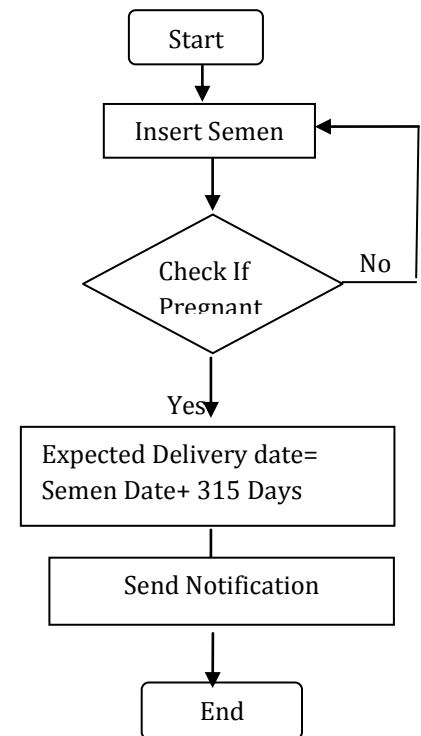 Start
Insert Semen
Check If
Pregnant
No
Yes
Expected Delivery date=
Semen Date+ 315 Days
Send Notification
End